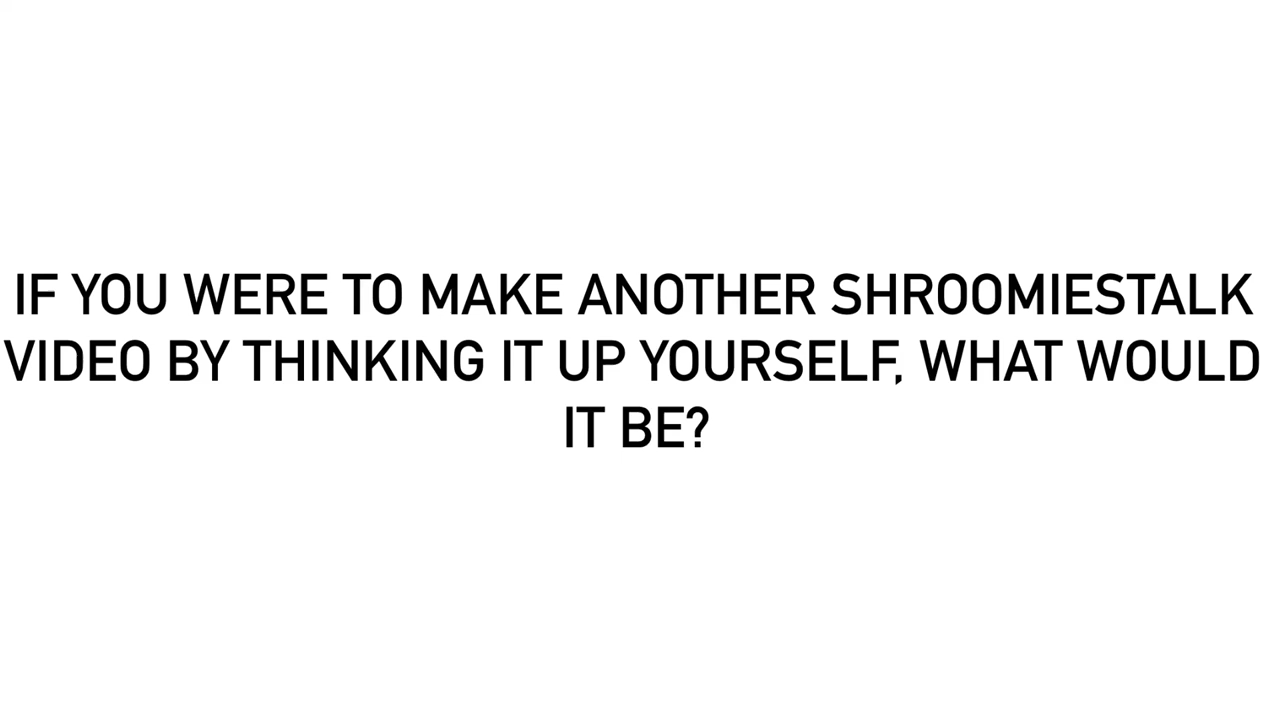 IF YOU WERE TO MAKE ANOTHER SHROOMIESTALK
VIDEO BY THINKING IT UP YOURSELF, WHAT WOULD
IT BE?